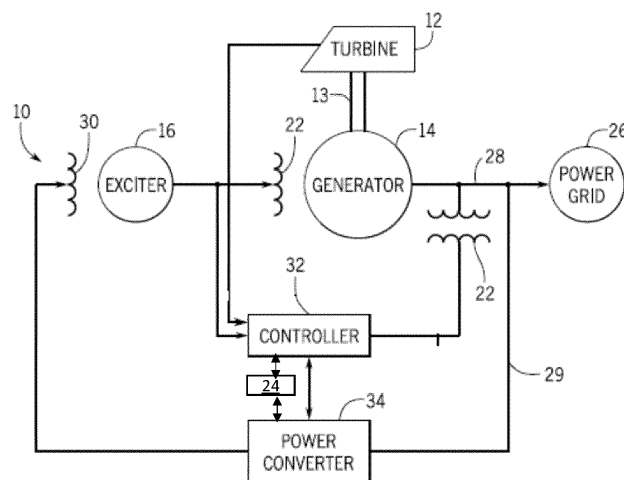 12
TURBINE
13
10
30
16
22
14
26
28
EXCITER
GENERATOR
POWER
GRID
32
22
CONTROLLER
24
29
34
POWER
CONVERTER